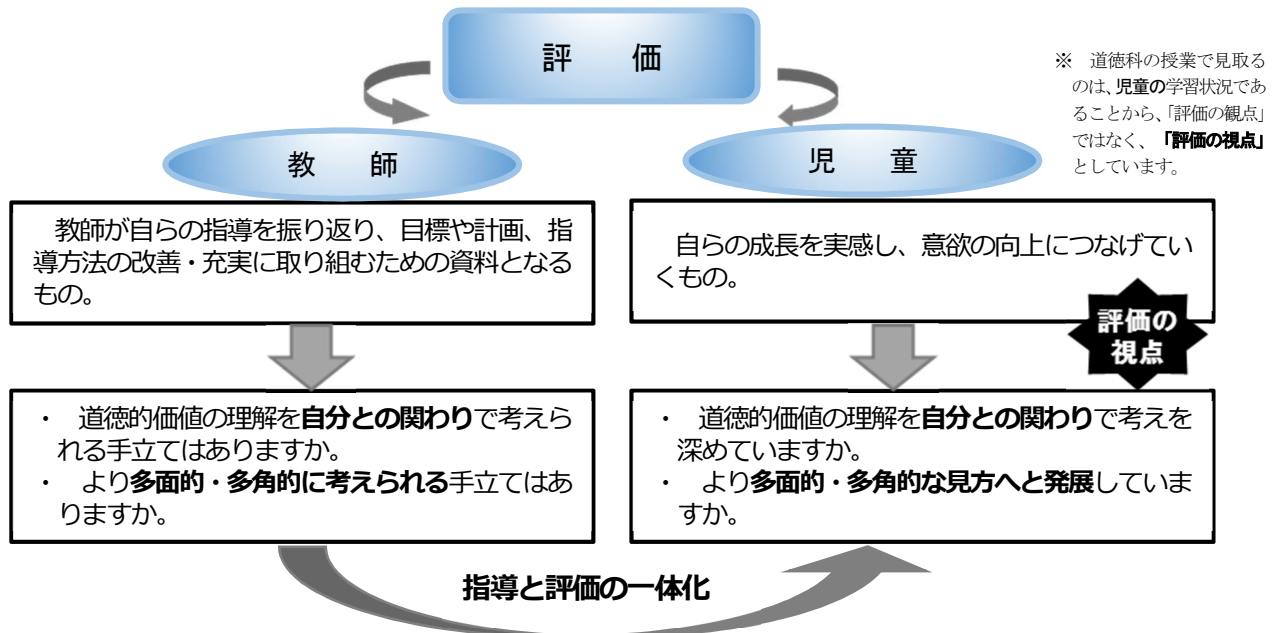 評　価
※　道徳科の授業で見取る
のは、児童の学習状況であ
ることから、「評価の観点」
ではなく、「評価の視点」
としています。
教　師
児　童
教師が自らの指導を振り返り、目標や計画、指
導方法の改善・充実に取り組むための資料となる
もの。
自らの成長を実感し、意欲の向上につなげてい
くもの。
評価の
視点
・　道徳的価値の理解を自分との関わりで考えら
れる手立てはありますか。
・　より多面的・多角的に考えられる手立てはあ
りますか。
・　道徳的価値の理解を自分との関わりで考えを
深めていますか。
・　より多面的・多角的な見方へと発展していま
すか。
指導と評価の一体化